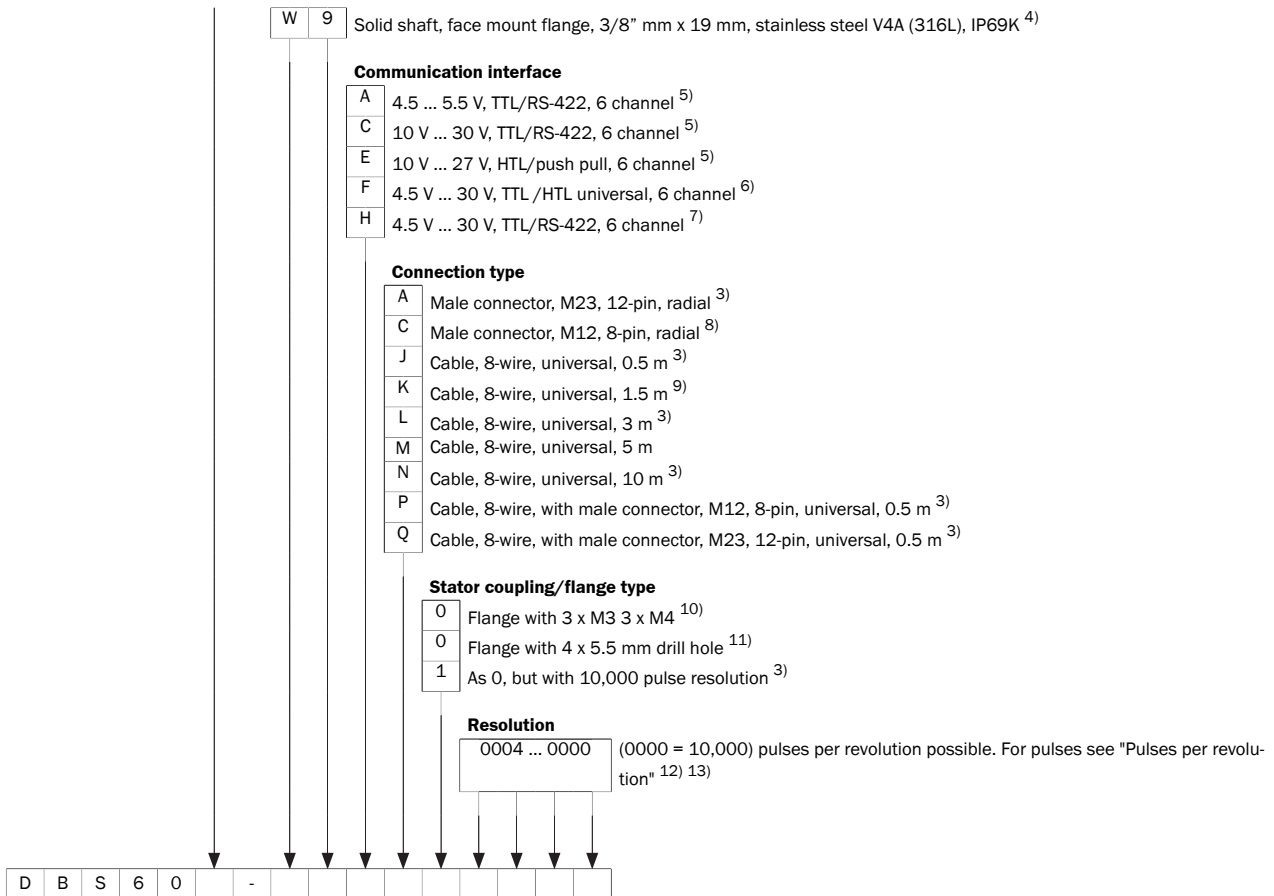 W 9 Solid shaft, face mount flange, 3/8” mm x 19 mm, stainless steel V4A (316L), IP69K 4)
Communication interface
A 4.5 ... 5.5 V, TTL/RS-422, 6 channel 5)
C 10 V ... 30 V, TTL/RS-422, 6 channel 5)
E 10 V ... 27 V, HTL/push pull, 6 channel 5)
F 4.5 V ... 30 V, TTL /HTL universal, 6 channel 6)
H 4.5 V ... 30 V, TTL/RS-422, 6 channel 7)
Connection type
A Male connector, M23, 12-pin, radial 3)
C Male connector, M12, 8-pin, radial 8)
J Cable, 8-wire, universal, 0.5 m 3)
K Cable, 8-wire, universal, 1.5 m 9)
L Cable, 8-wire, universal, 3 m 3)
M Cable, 8-wire, universal, 5 m
N Cable, 8-wire, universal, 10 m 3)
P Cable, 8-wire, with male connector, M12, 8-pin, universal, 0.5 m 3)
Q Cable, 8-wire, with male connector, M23, 12-pin, universal, 0.5 m 3)
Stator coupling/flange type
0 Flange with 3 x M3 3 x M4 10)
0 Flange with 4 x 5.5 mm drill hole 11)
1 As 0, but with 10,000 pulse resolution 3)
Resolution
0004 ... 0000 (0000 = 10,000) pulses per revolution possible. For pulses see "Pulses per revolu-
tion" 12) 13)
D B S 6 0 -